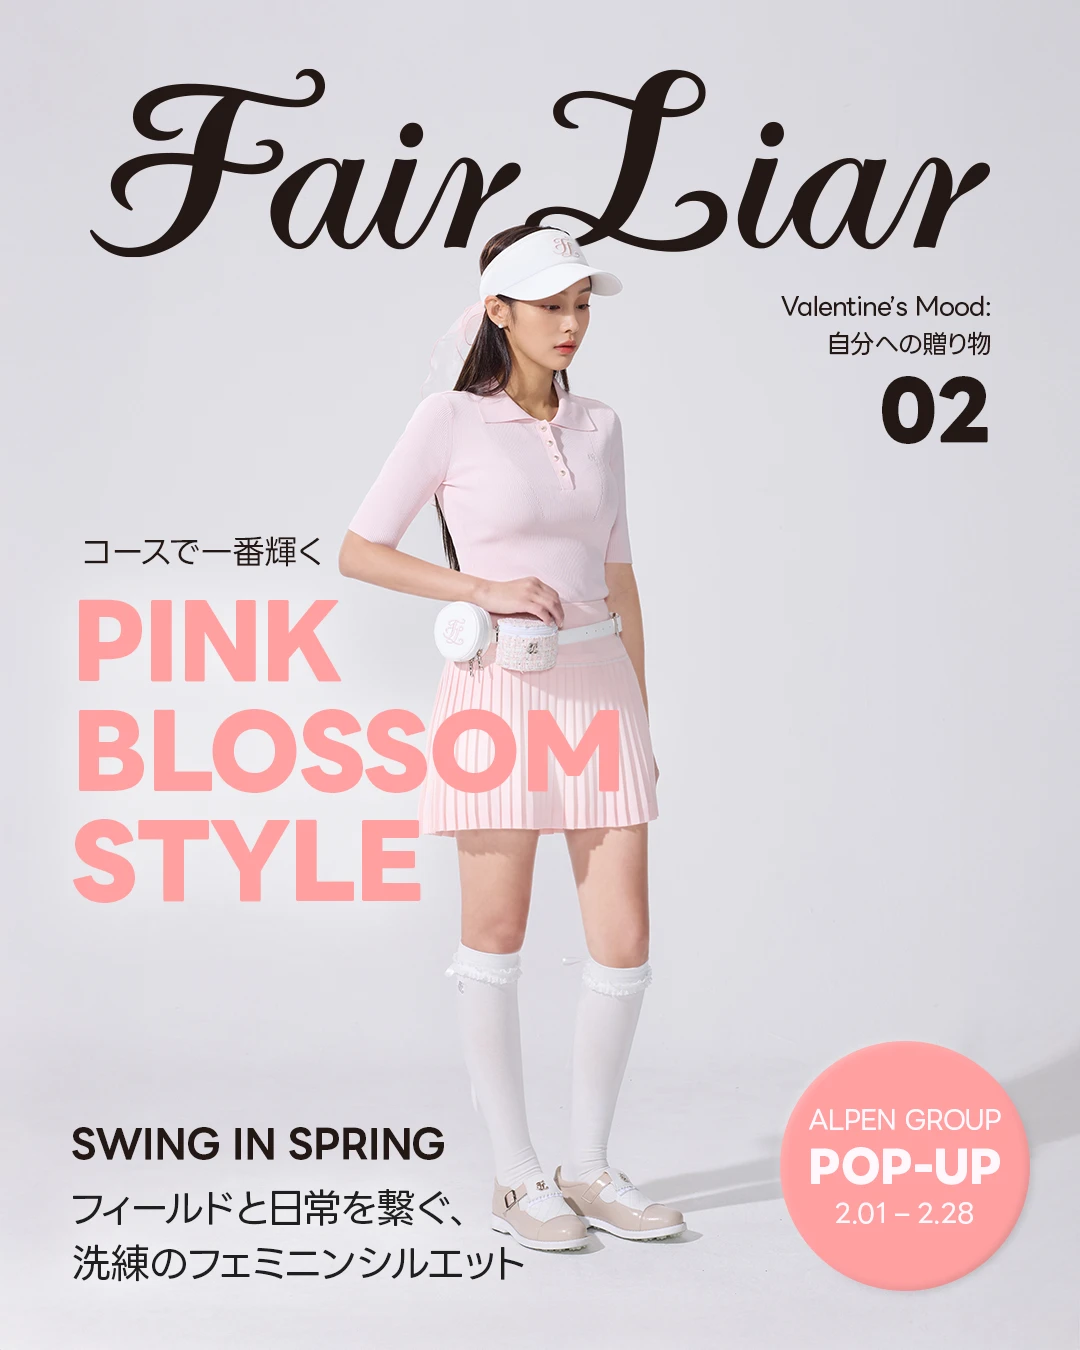 Fair Liar
Valentine's Mood:
自分への贈り物
02
コースで一番輝く
PINK
BLOSSOM
STYLE
SWING IN SPRING
フィールドと日常を繋ぐ、
洗練のフェミニンシルエット
ALPEN GROUP
POP-UP
2.01 – 2.28